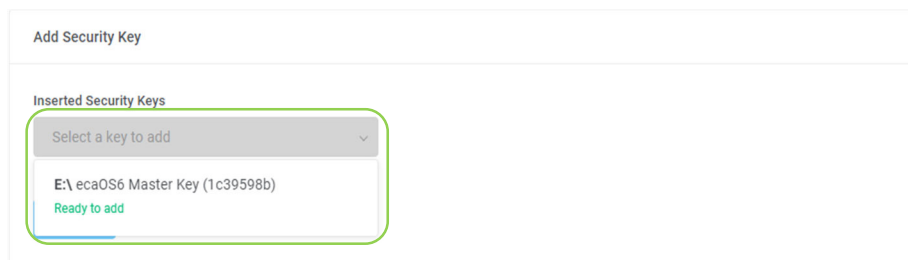 Add Security Key
Inserted Security Keys
Select a key to add
E:\ ecaOS6 Master Key (1c39598b)
Ready to add